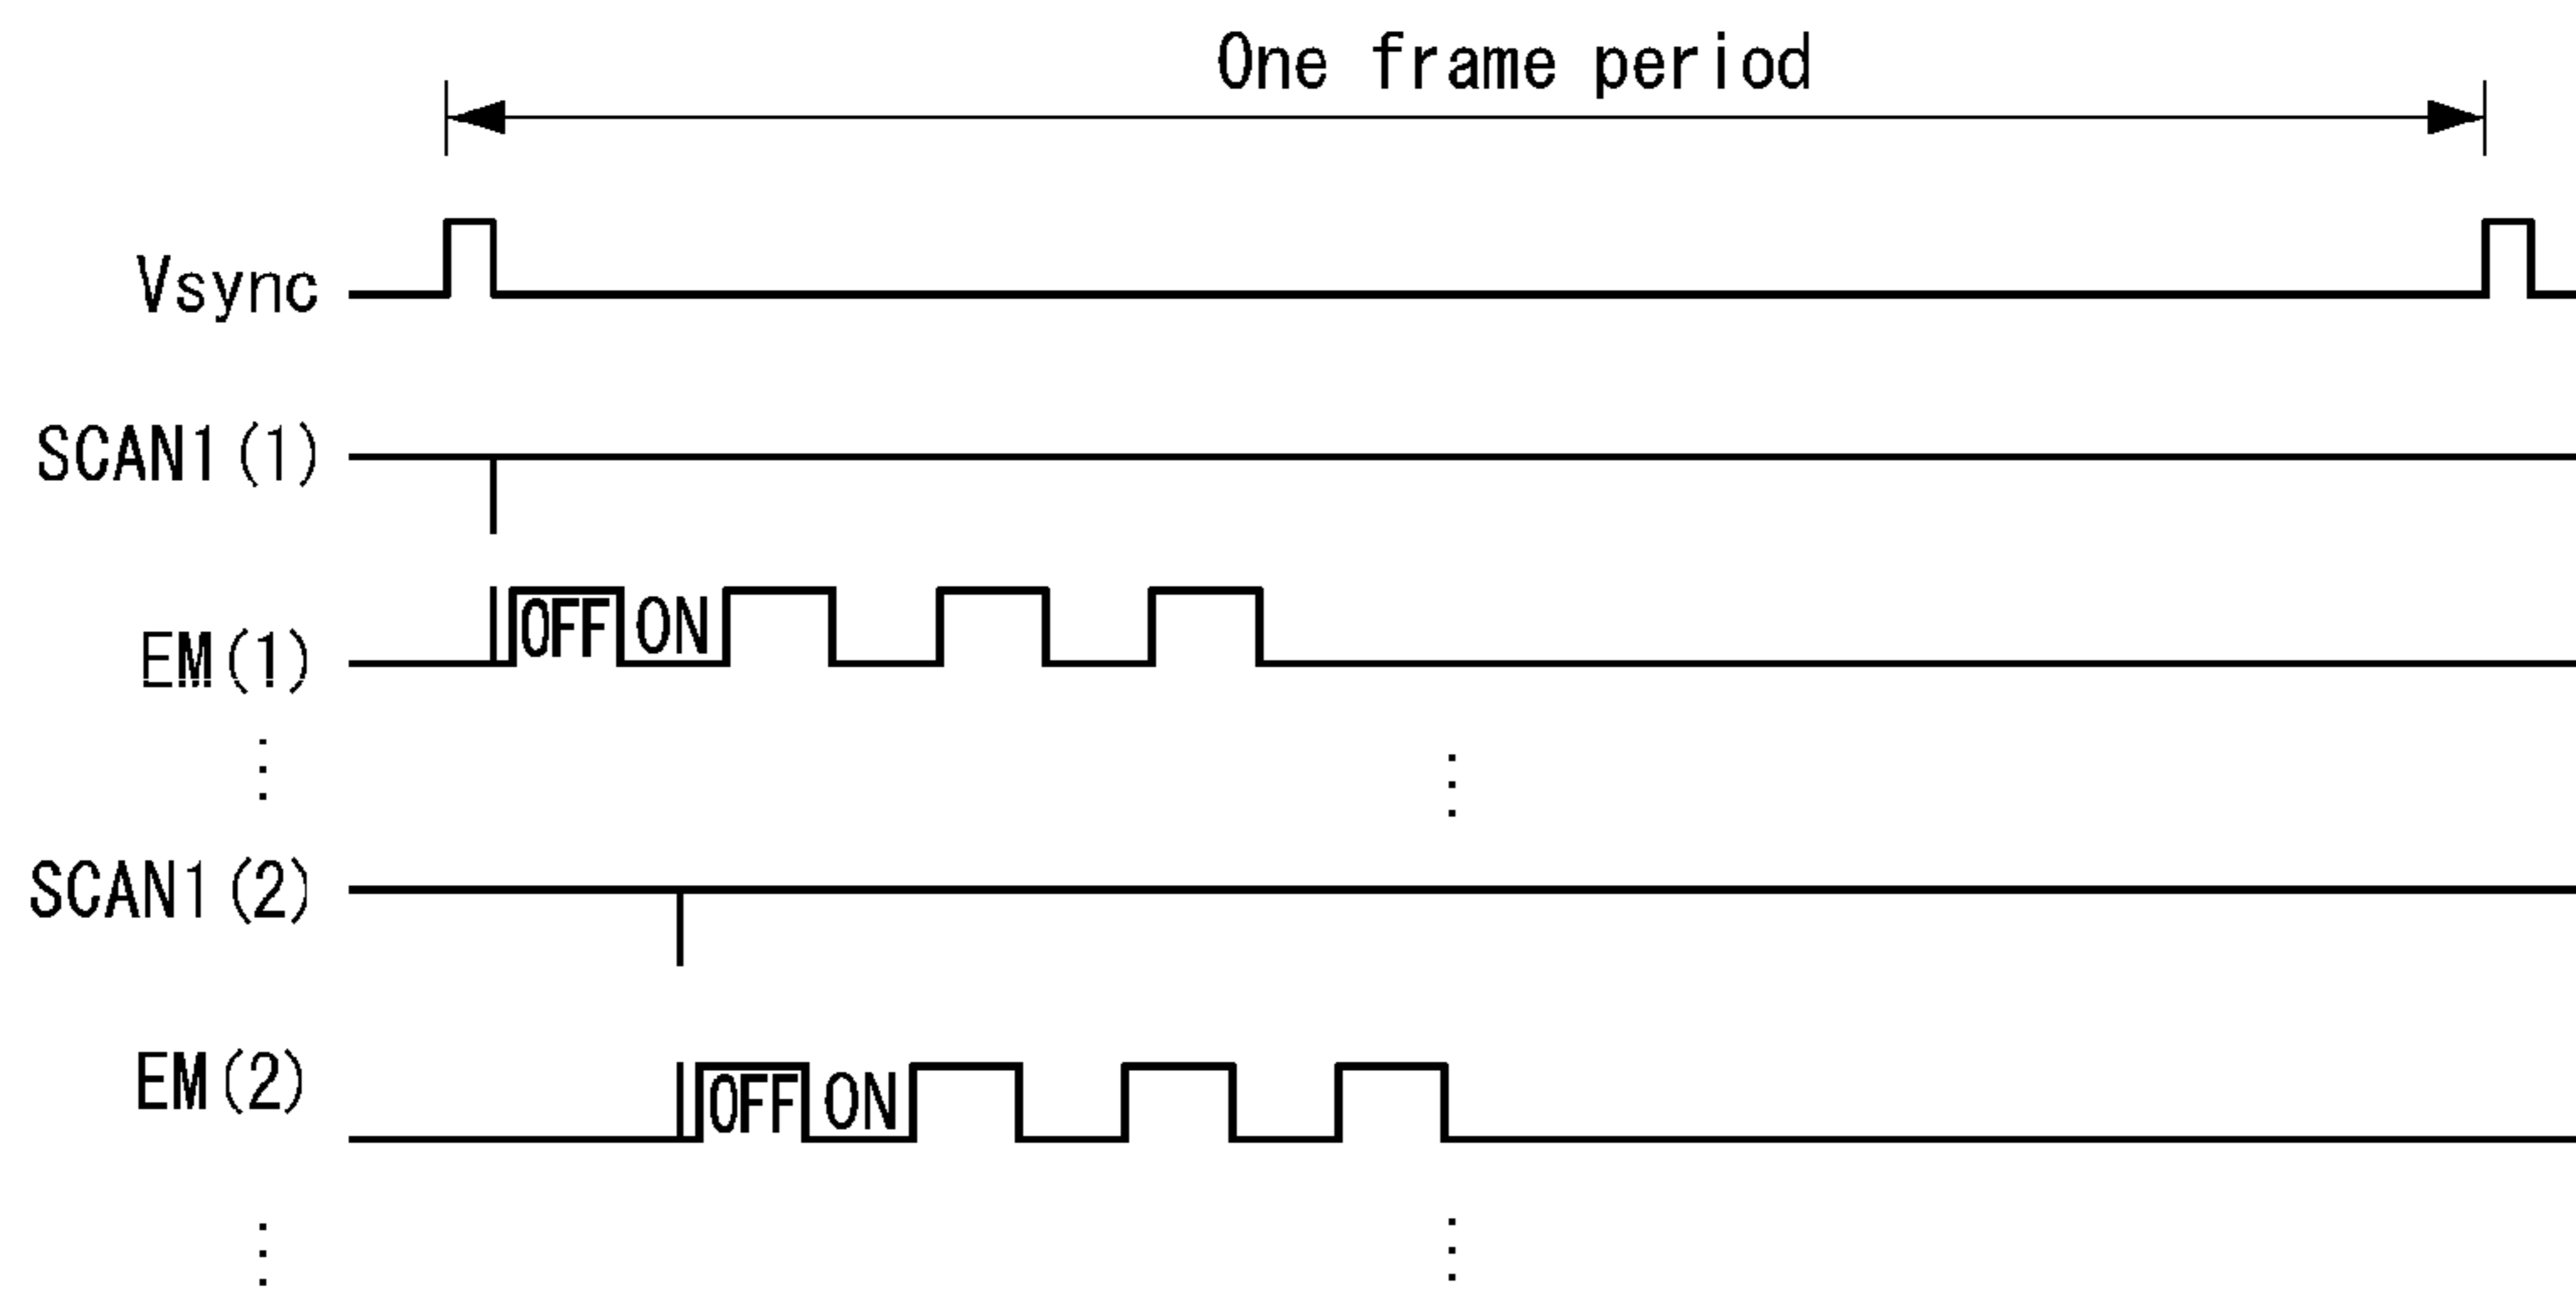 One frame period
Vsync
SCAN1(1)
OFF ON
EM(1)
SCAN1(2)
EM(2)
OFF ON